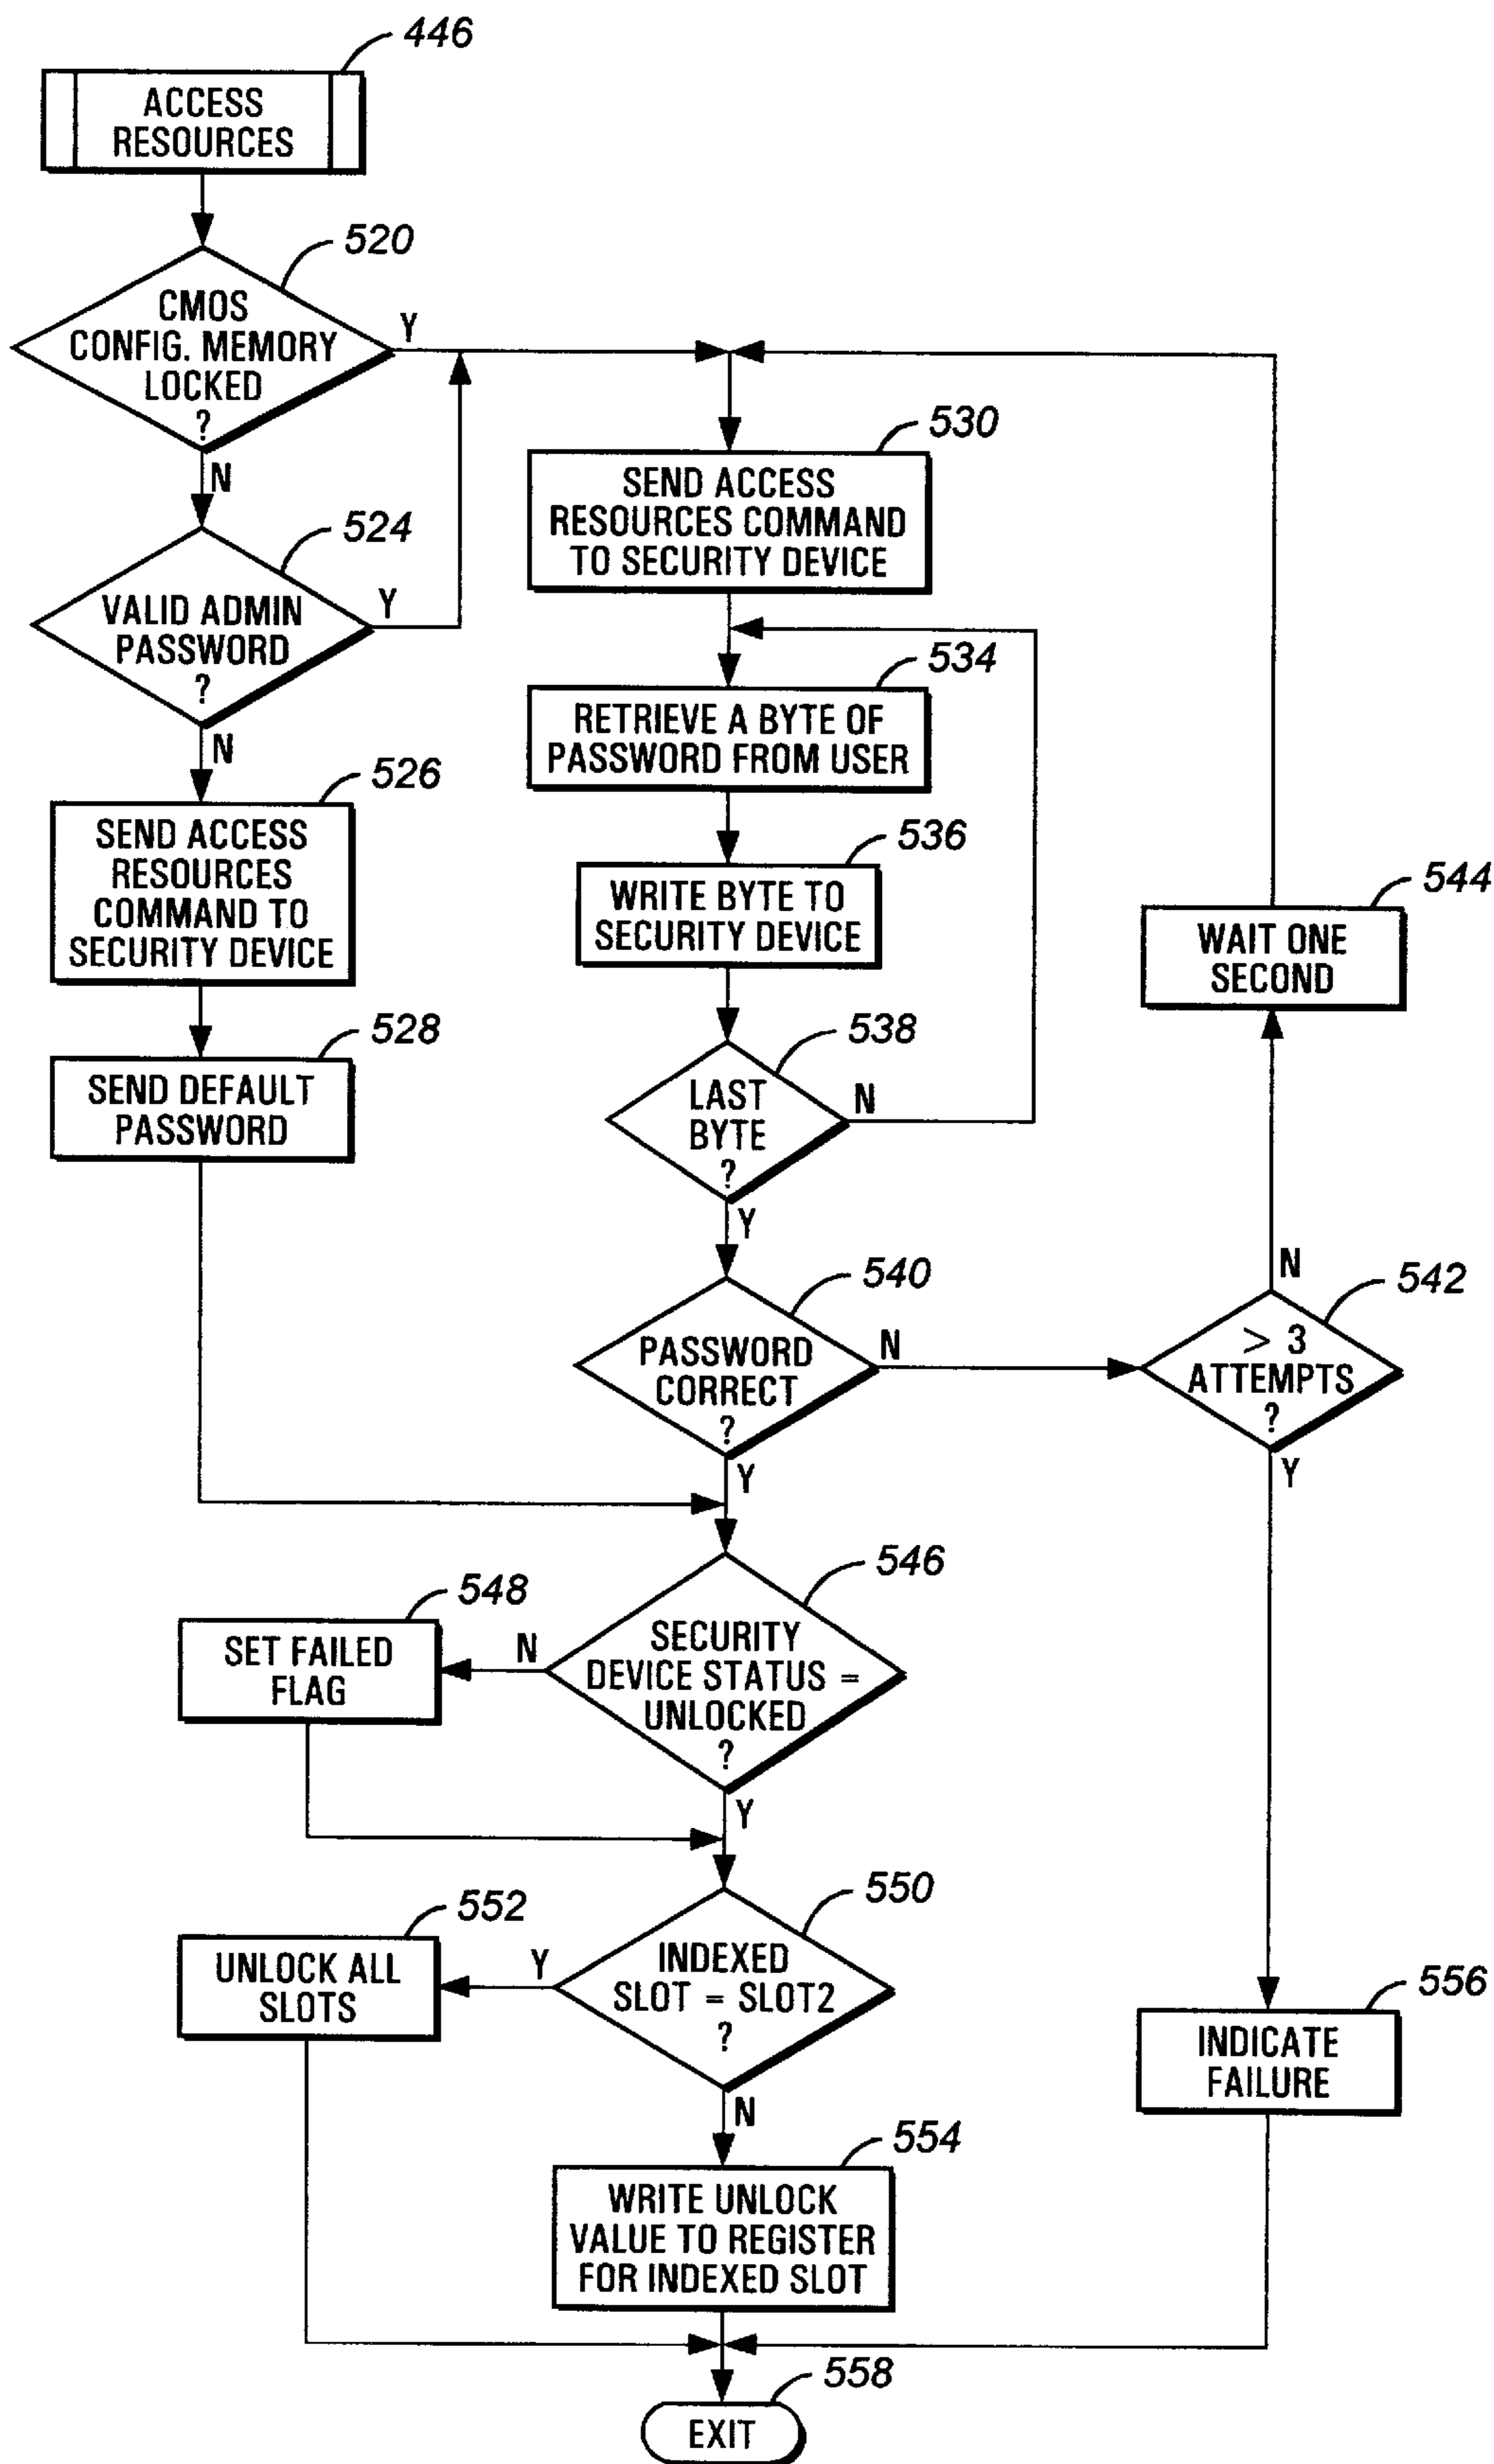 446
ACCESS
RESOURCES
520
CMOS
CONFIG. MEMORY
LOCKED
?
Y
N
524
VALID ADMIN
PASSWORD
?
Y
N
526
SEND ACCESS
RESOURCES
COMMAND TO
SECURITY DEVICE
528
SEND DEFAULT
PASSWORD
530
SEND ACCESS
RESOURCES COMMAND
TO SECURITY DEVICE
534
RETRIEVE A BYTE OF
PASSWORD FROM USER
536
WRITE BYTE TO
SECURITY DEVICE
538
LAST
BYTE
?
N
Y
540
PASSWORD
CORRECT
?
N
Y
542
> 3
ATTEMPTS
?
N
Y
544
WAIT ONE
SECOND
546
SECURITY
DEVICE STATUS =
UNLOCKED
?
N
Y
548
SET FAILED
FLAG
550
INDEXED
SLOT = SLOT2
?
Y
N
552
UNLOCK ALL
SLOTS
554
WRITE UNLOCK
VALUE TO REGISTER
FOR INDEXED SLOT
556
INDICATE
FAILURE
558
EXIT